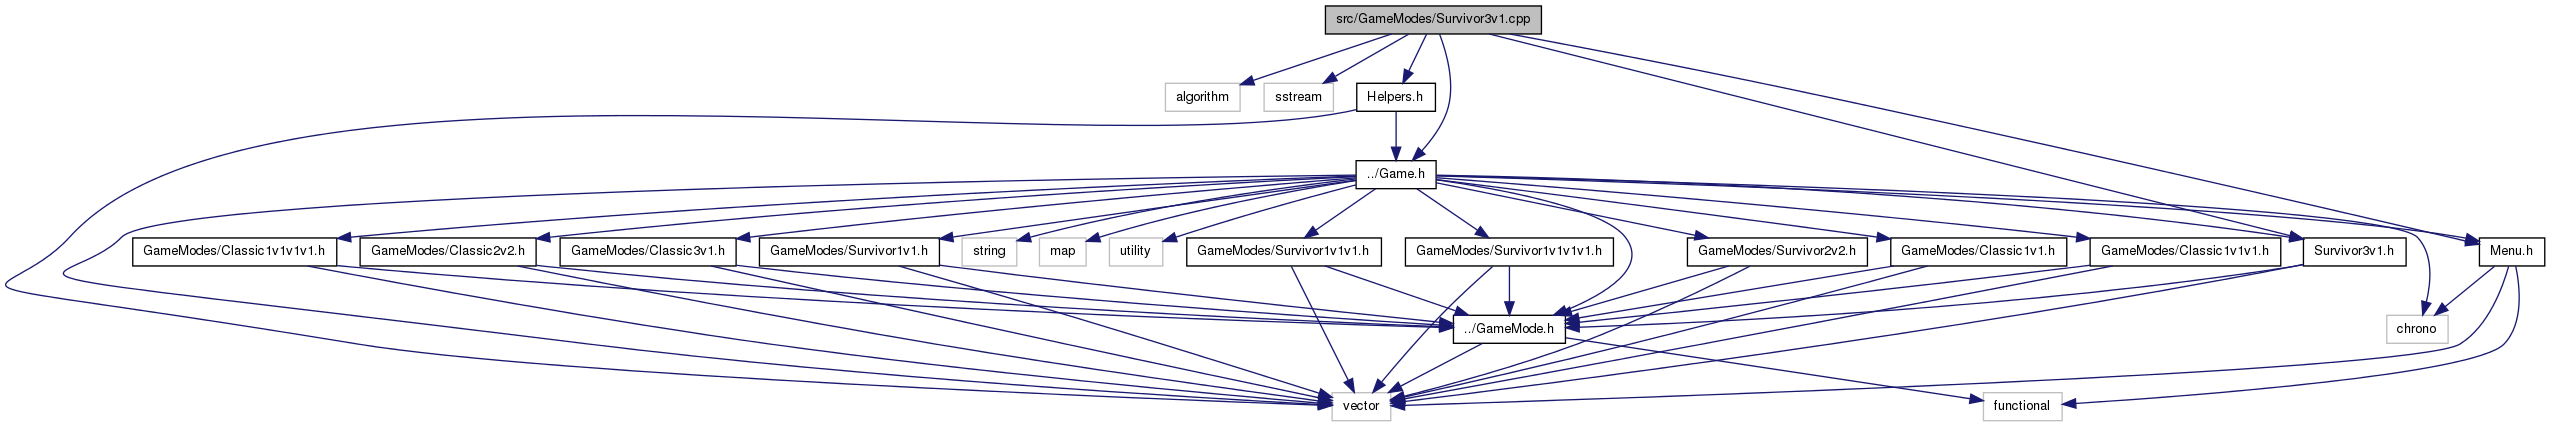 src/GameModes/Survivor3v1.cpp
algorithm
sstream
Helpers.h
../Game.h
GameModes/Classic1v1v1v1.h
GameModes/Classic2v2.h
GameModes/Classic3v1.h
GameModes/Survivor1v1.h
string
map
utility
GameModes/Survivor1v1v1.h
GameModes/Survivor1v1v1v1.h
GameModes/Survivor2v2.h
GameModes/Classic1v1.h
GameModes/Classic1v1v1.h
Survivor3v1.h
Menu.h
../GameMode.h
chrono
vector
functional